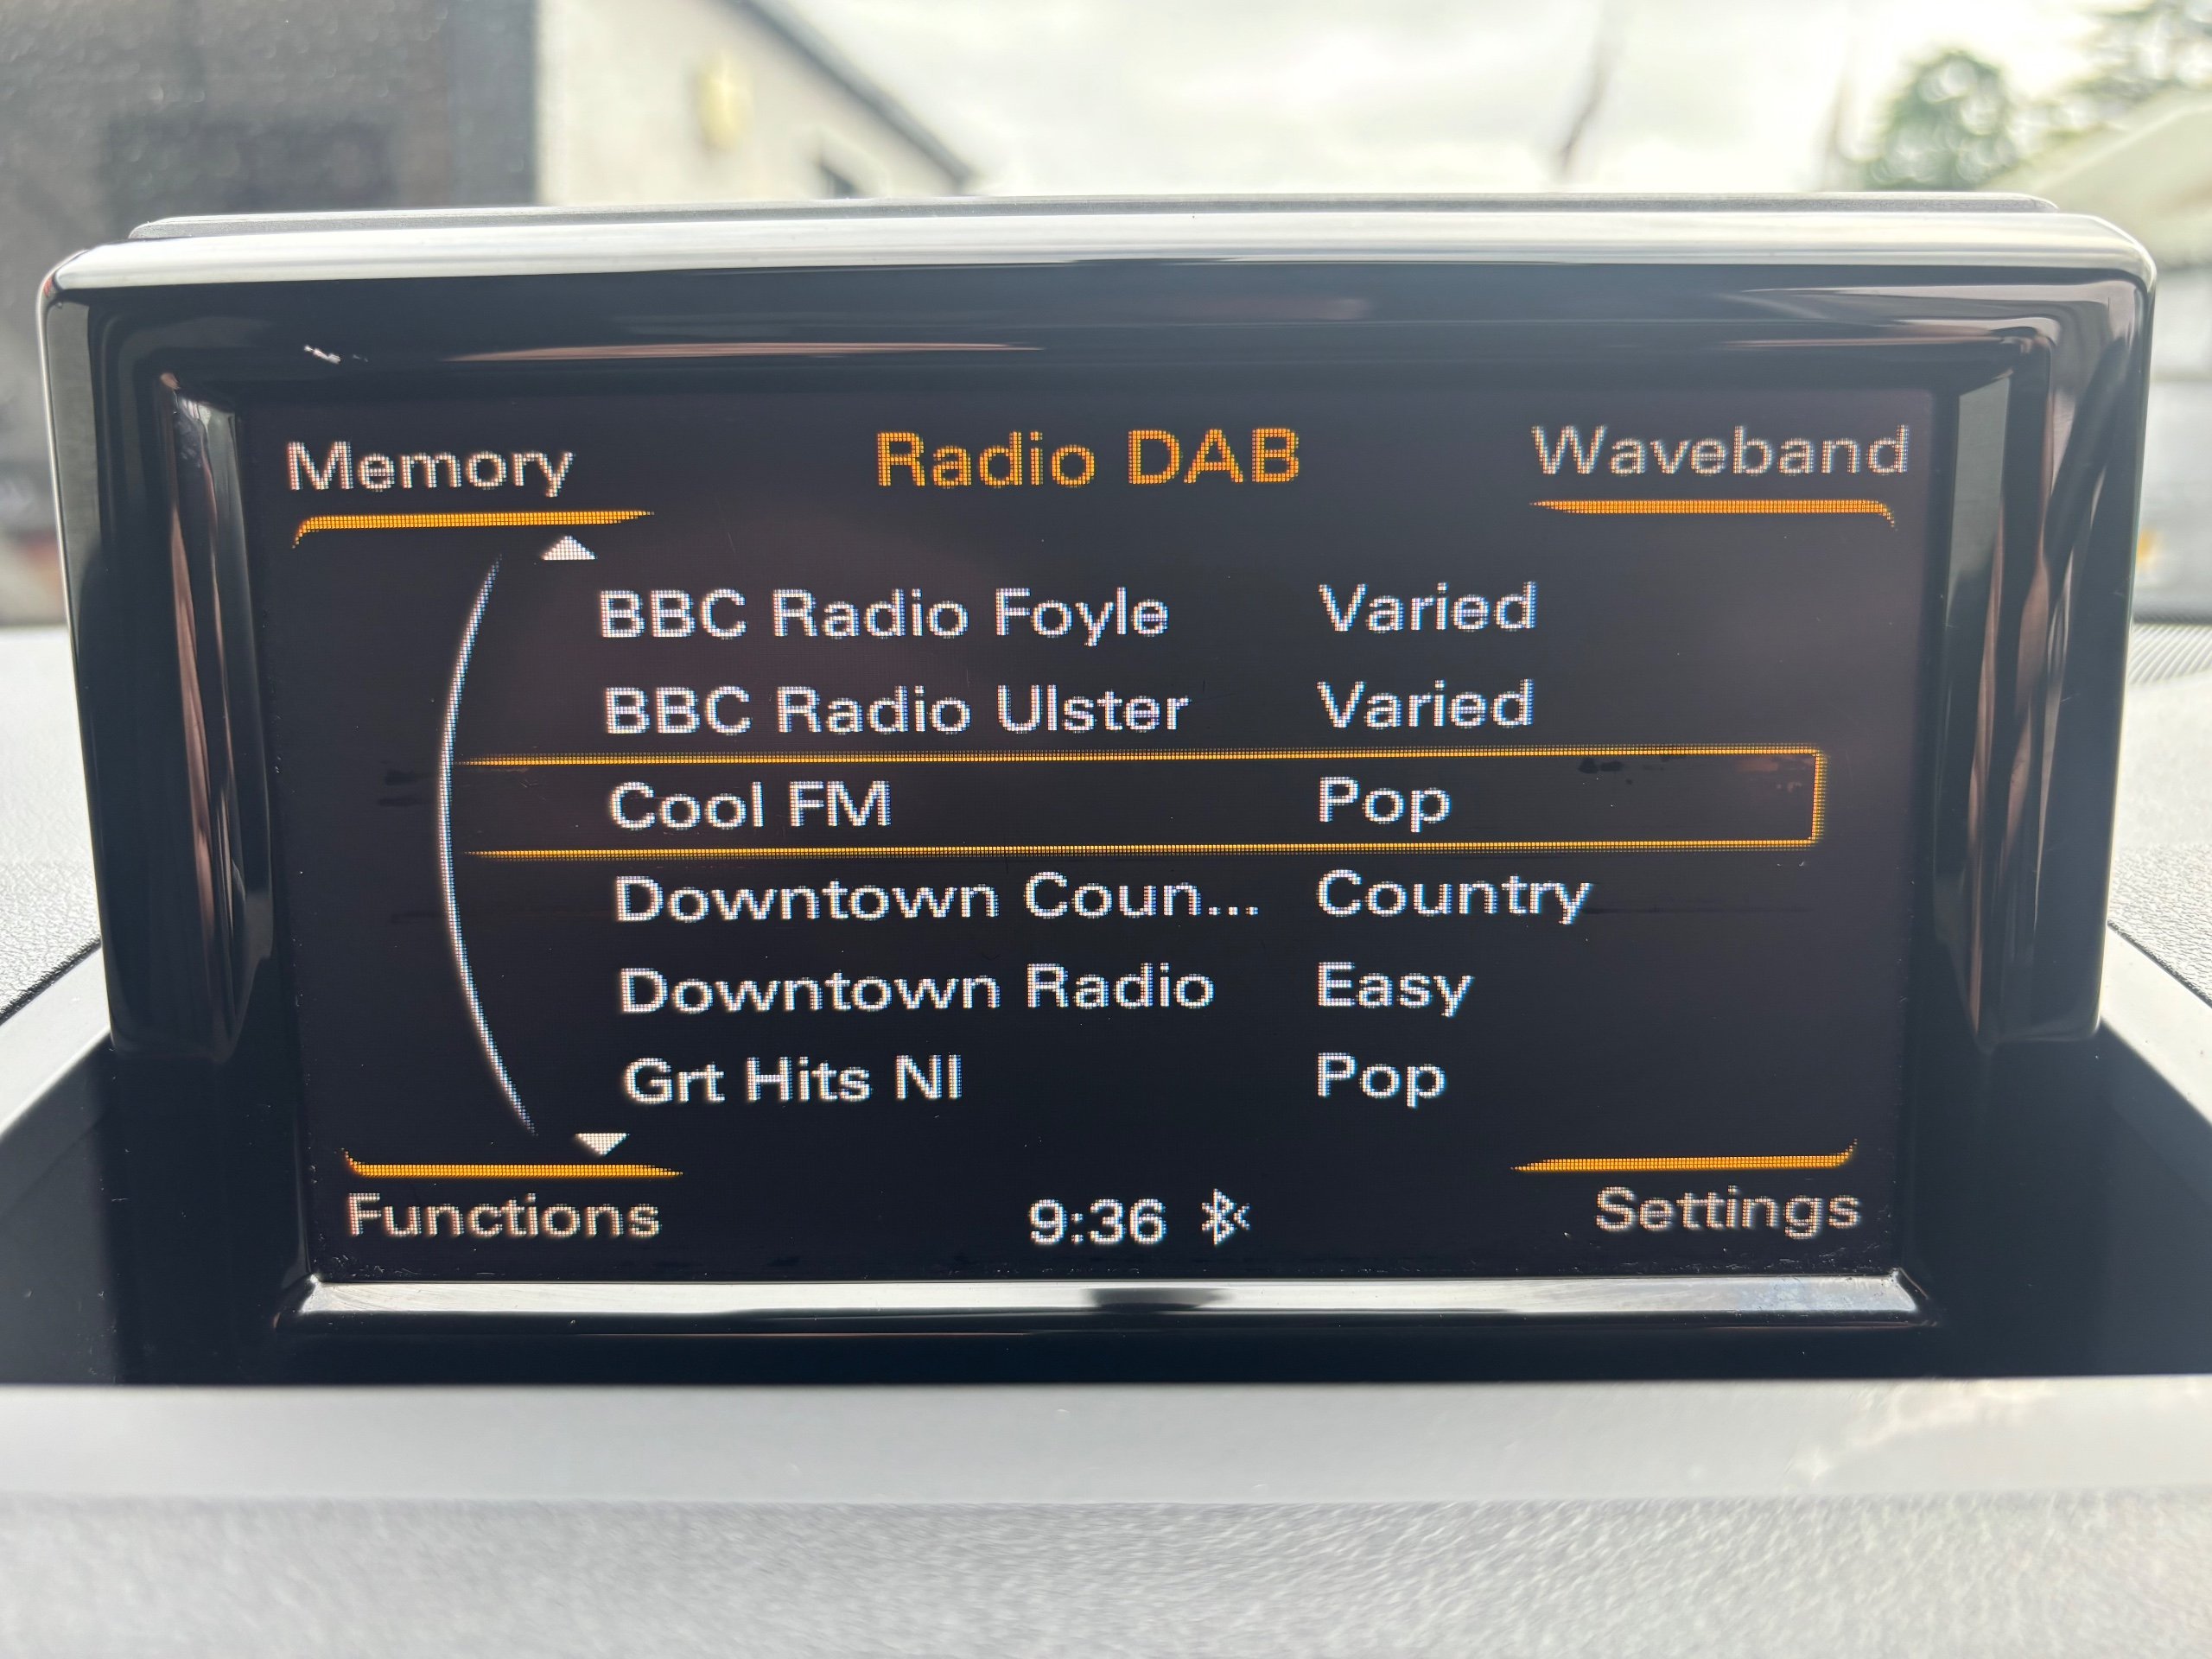 Memory Radio DAB Waveband
BBC Radio Foyle Varied
BBC Radio Ulster Varied
Cool FM Pop
Downtown Coun... Country
Downtown Radio Easy
Grt Hits NI Pop
Functions 9:36 Settings